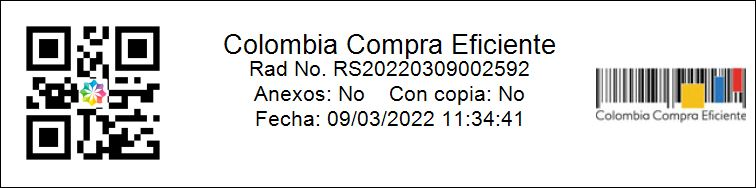 Colombia Compra Eficiente
Rad No. RS20220309002592
Anexos: No    Con copia: No
Fecha: 09/03/2022 11:34:41
Colombia Compra Eficiente